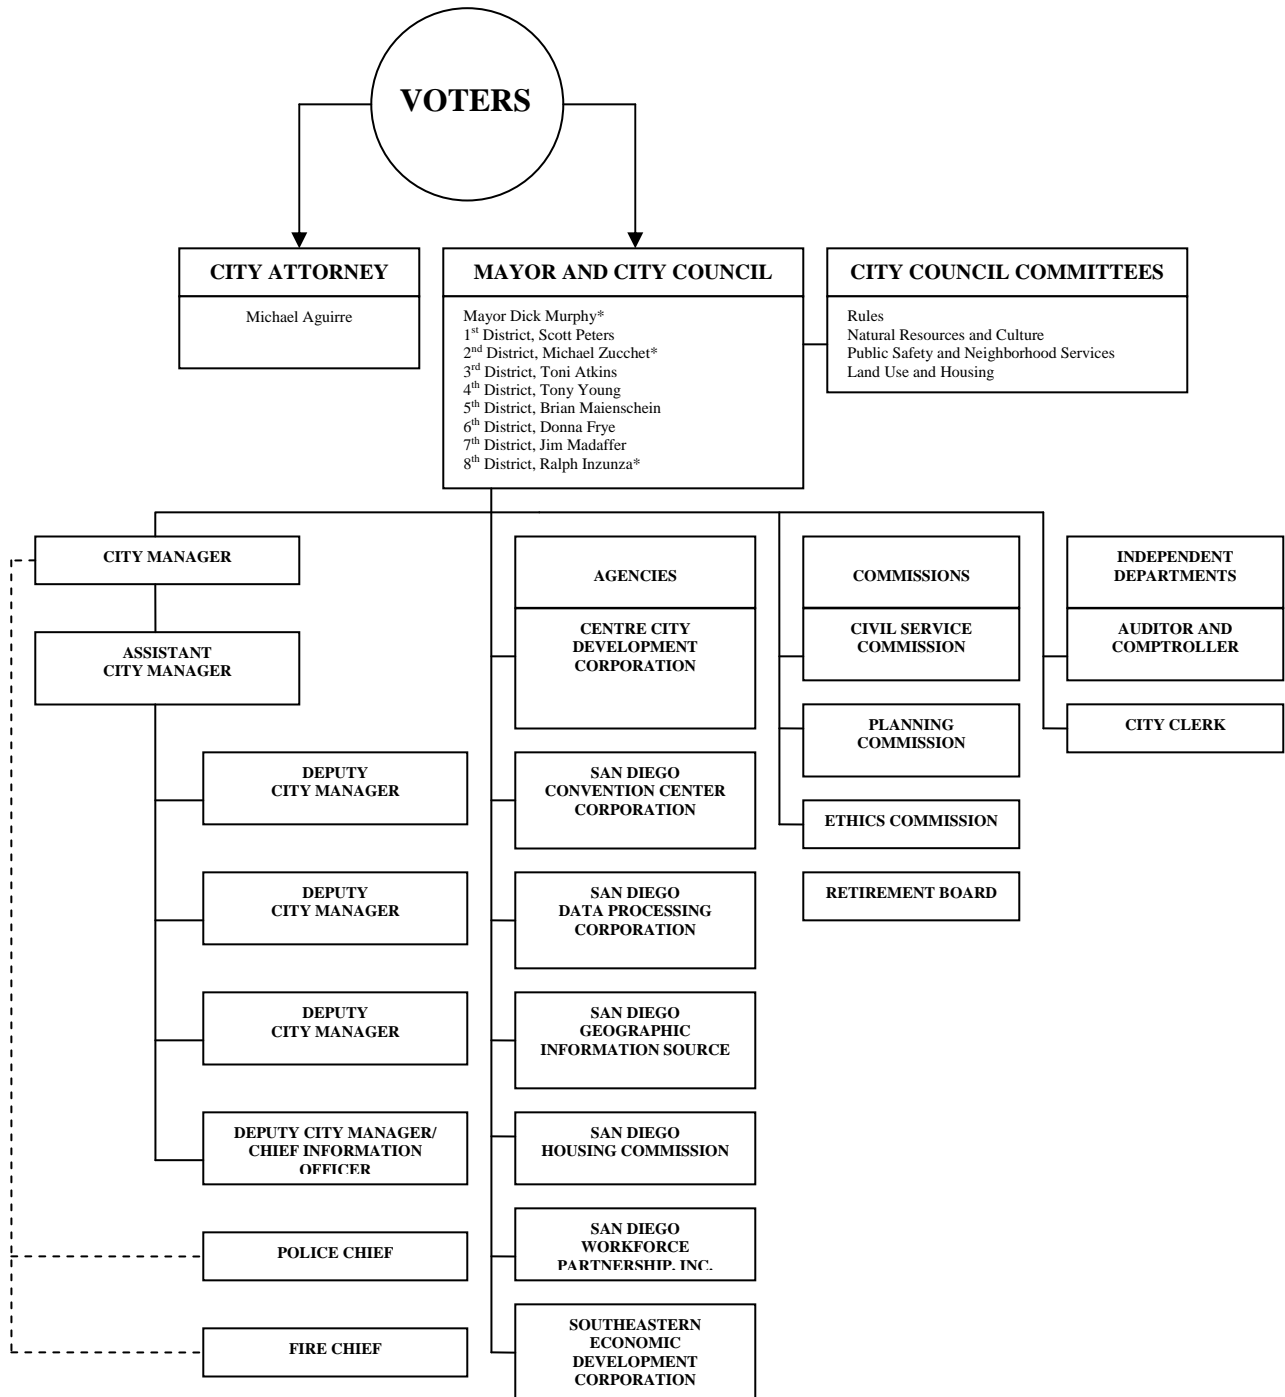 VOTERS
CITY ATTORNEY
Michael Aguirre
MAYOR AND CITY COUNCIL
Mayor Dick Murphy*
1st District, Scott Peters
2nd District, Michael Zucchet*
3rd District, Toni Atkins
4th District, Tony Young
5th District, Brian Maienschein
6th District, Donna Frye
7th District, Jim Madaffer
8th District, Ralph Inzunza*
CITY COUNCIL COMMITTEES
Rules
Natural Resources and Culture
Public Safety and Neighborhood Services
Land Use and Housing
CITY MANAGER
ASSISTANT
CITY MANAGER
DEPUTY
CITY MANAGER
DEPUTY
CITY MANAGER
DEPUTY
CITY MANAGER
DEPUTY CITY MANAGER/
CHIEF INFORMATION
OFFICER
POLICE CHIEF
FIRE CHIEF
AGENCIES
CENTRE CITY
DEVELOPMENT
CORPORATION
SAN DIEGO
CONVENTION CENTER
CORPORATION
SAN DIEGO
DATA PROCESSING
CORPORATION
SAN DIEGO
GEOGRAPHIC
INFORMATION SOURCE
SAN DIEGO
HOUSING COMMISSION
SAN DIEGO
WORKFORCE
PARTNERSHIP, INC.
SOUTHEASTERN
ECONOMIC
DEVELOPMENT
CORPORATION
COMMISSIONS
CIVIL SERVICE
COMMISSION
PLANNING
COMMISSION
ETHICS COMMISSION
RETIREMENT BOARD
INDEPENDENT
DEPARTMENTS
AUDITOR AND
COMPTROLLER
CITY CLERK